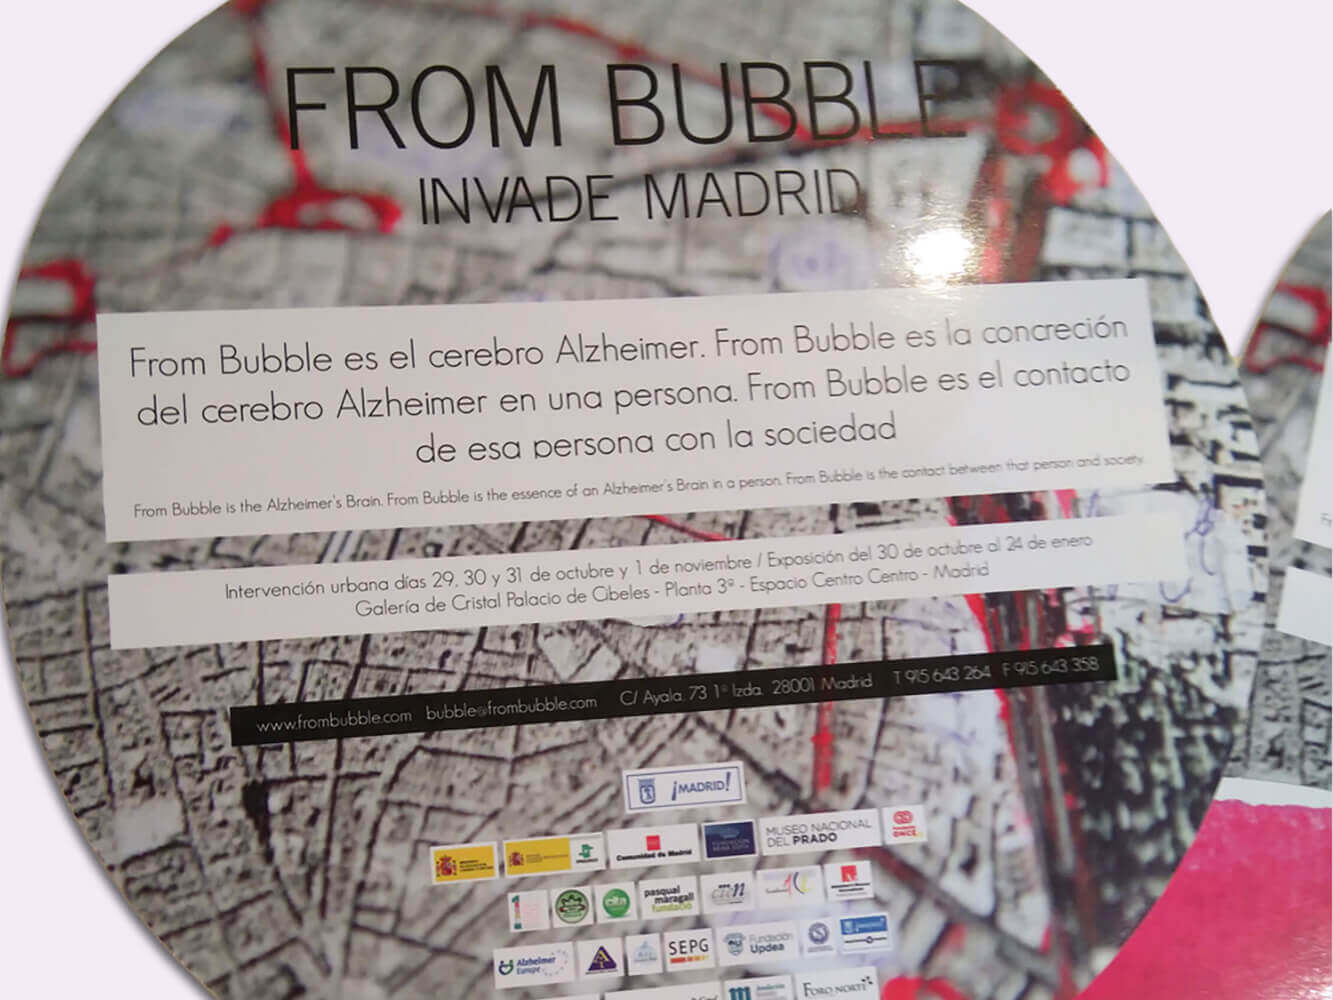 FROM BUBBLE
INVADE MADRID
From Bubble es el cerebro Alzheimer. From Bubble es la concreción
del cerebro Alzheimer en una persona. From Bubble es el contacto
de esa persona con la sociedad
From Bubble is the Alzheimer's Brain. From Bubble is the essence of an Alzheimer's Brain in a person. From Bubble is the contact between that person and society.
Intervención urbana días 29, 30 y 31 de octubre y 1 de noviembre / Exposición del 30 de octubre al 24 de enero
Galería de Cristal Palacio de Cibeles - Planta 3ª - Espacio Centro Centro - Madrid
www.frombubble.com bubble@frombubble.com C/ Ayala, 73 1º Izda. 28001 Madrid T 915 643 264 F 915 643 358
¡MADRID!
Comunidad de Madrid
MUSEO NACIONAL
DEL PRADO
ONCE
cita
pasqual
maragall
fundació
Alzheimer
Europe
SEPG
Fundación
Updea
FORO NORTE